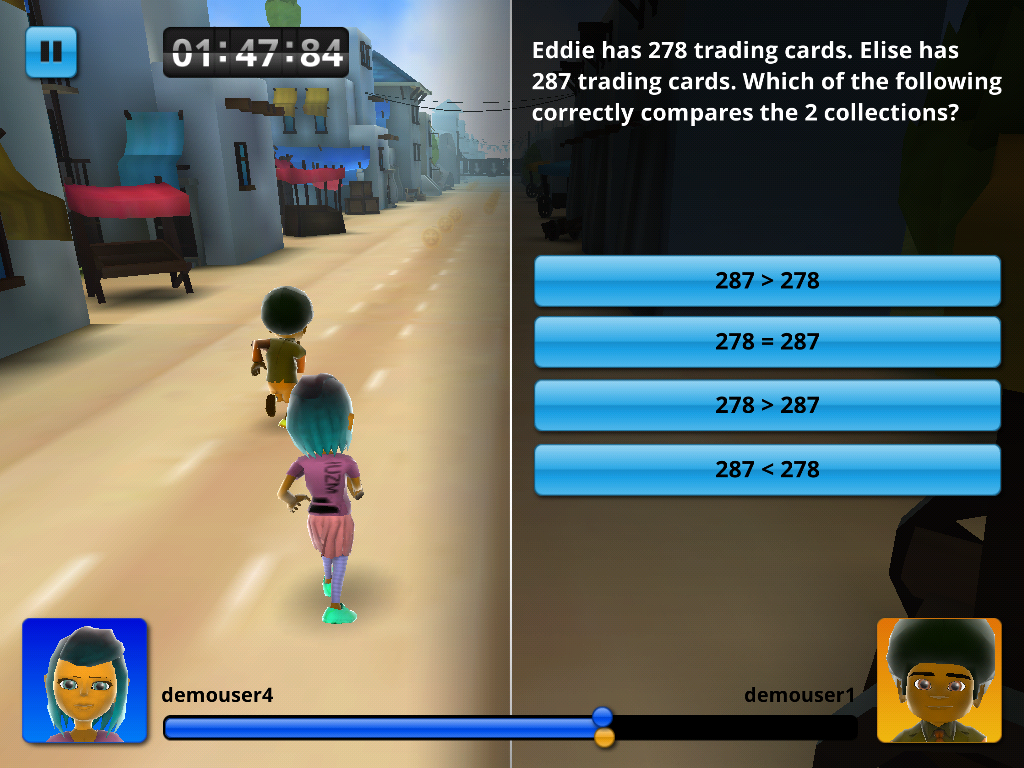 01:47:84
Eddie has 278 trading cards. Elise has
287 trading cards. Which of the following
correctly compares the 2 collections?
287 > 278
278 = 287
278 > 287
287 < 278
demouser4
demouser1